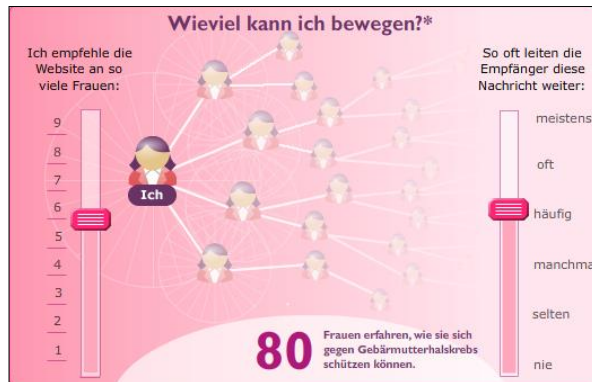 Wieviel kann ich bewegen?*
Ich empfehle die
Website an so
viele Frauen:
9
8
7
6
5
4
3
2
1
Ich
So oft leiten die
Empfänger diese
Nachricht weiter:
meistens
oft
häufig
manchma
selten
nie
80
Frauen erfahren, wie sie sich
gegen Gebärmutterhalskrebs
schützen können.